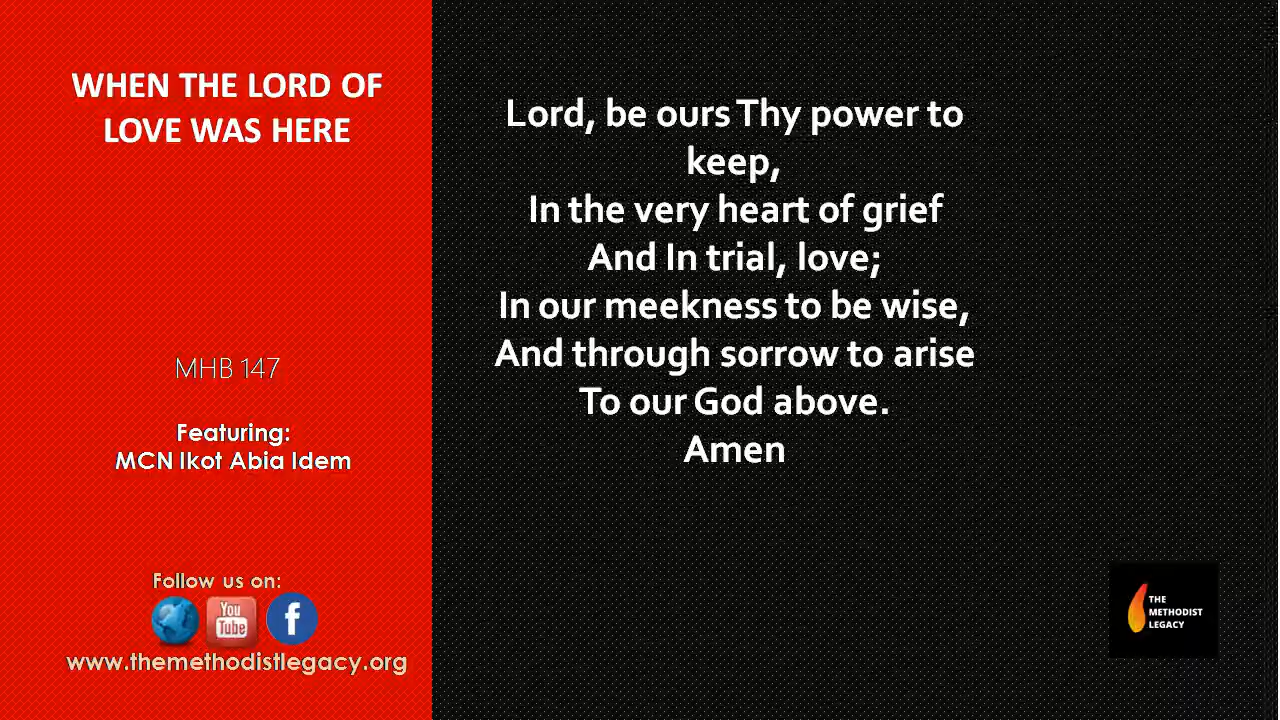 WHEN THE LORD OF
LOVE WAS HERE
MHB 147
Featuring:
MCN Ikot Abia Idem
Follow us on:
You
Tube
f
www.themethodistlegacy.org
Lord, be ours Thy power to
keep,
In the very heart of grief
And In trial, love;
In our meekness to be wise,
And through sorrow to arise
To our God above.
Amen
THE
METHODIST
LEGACY